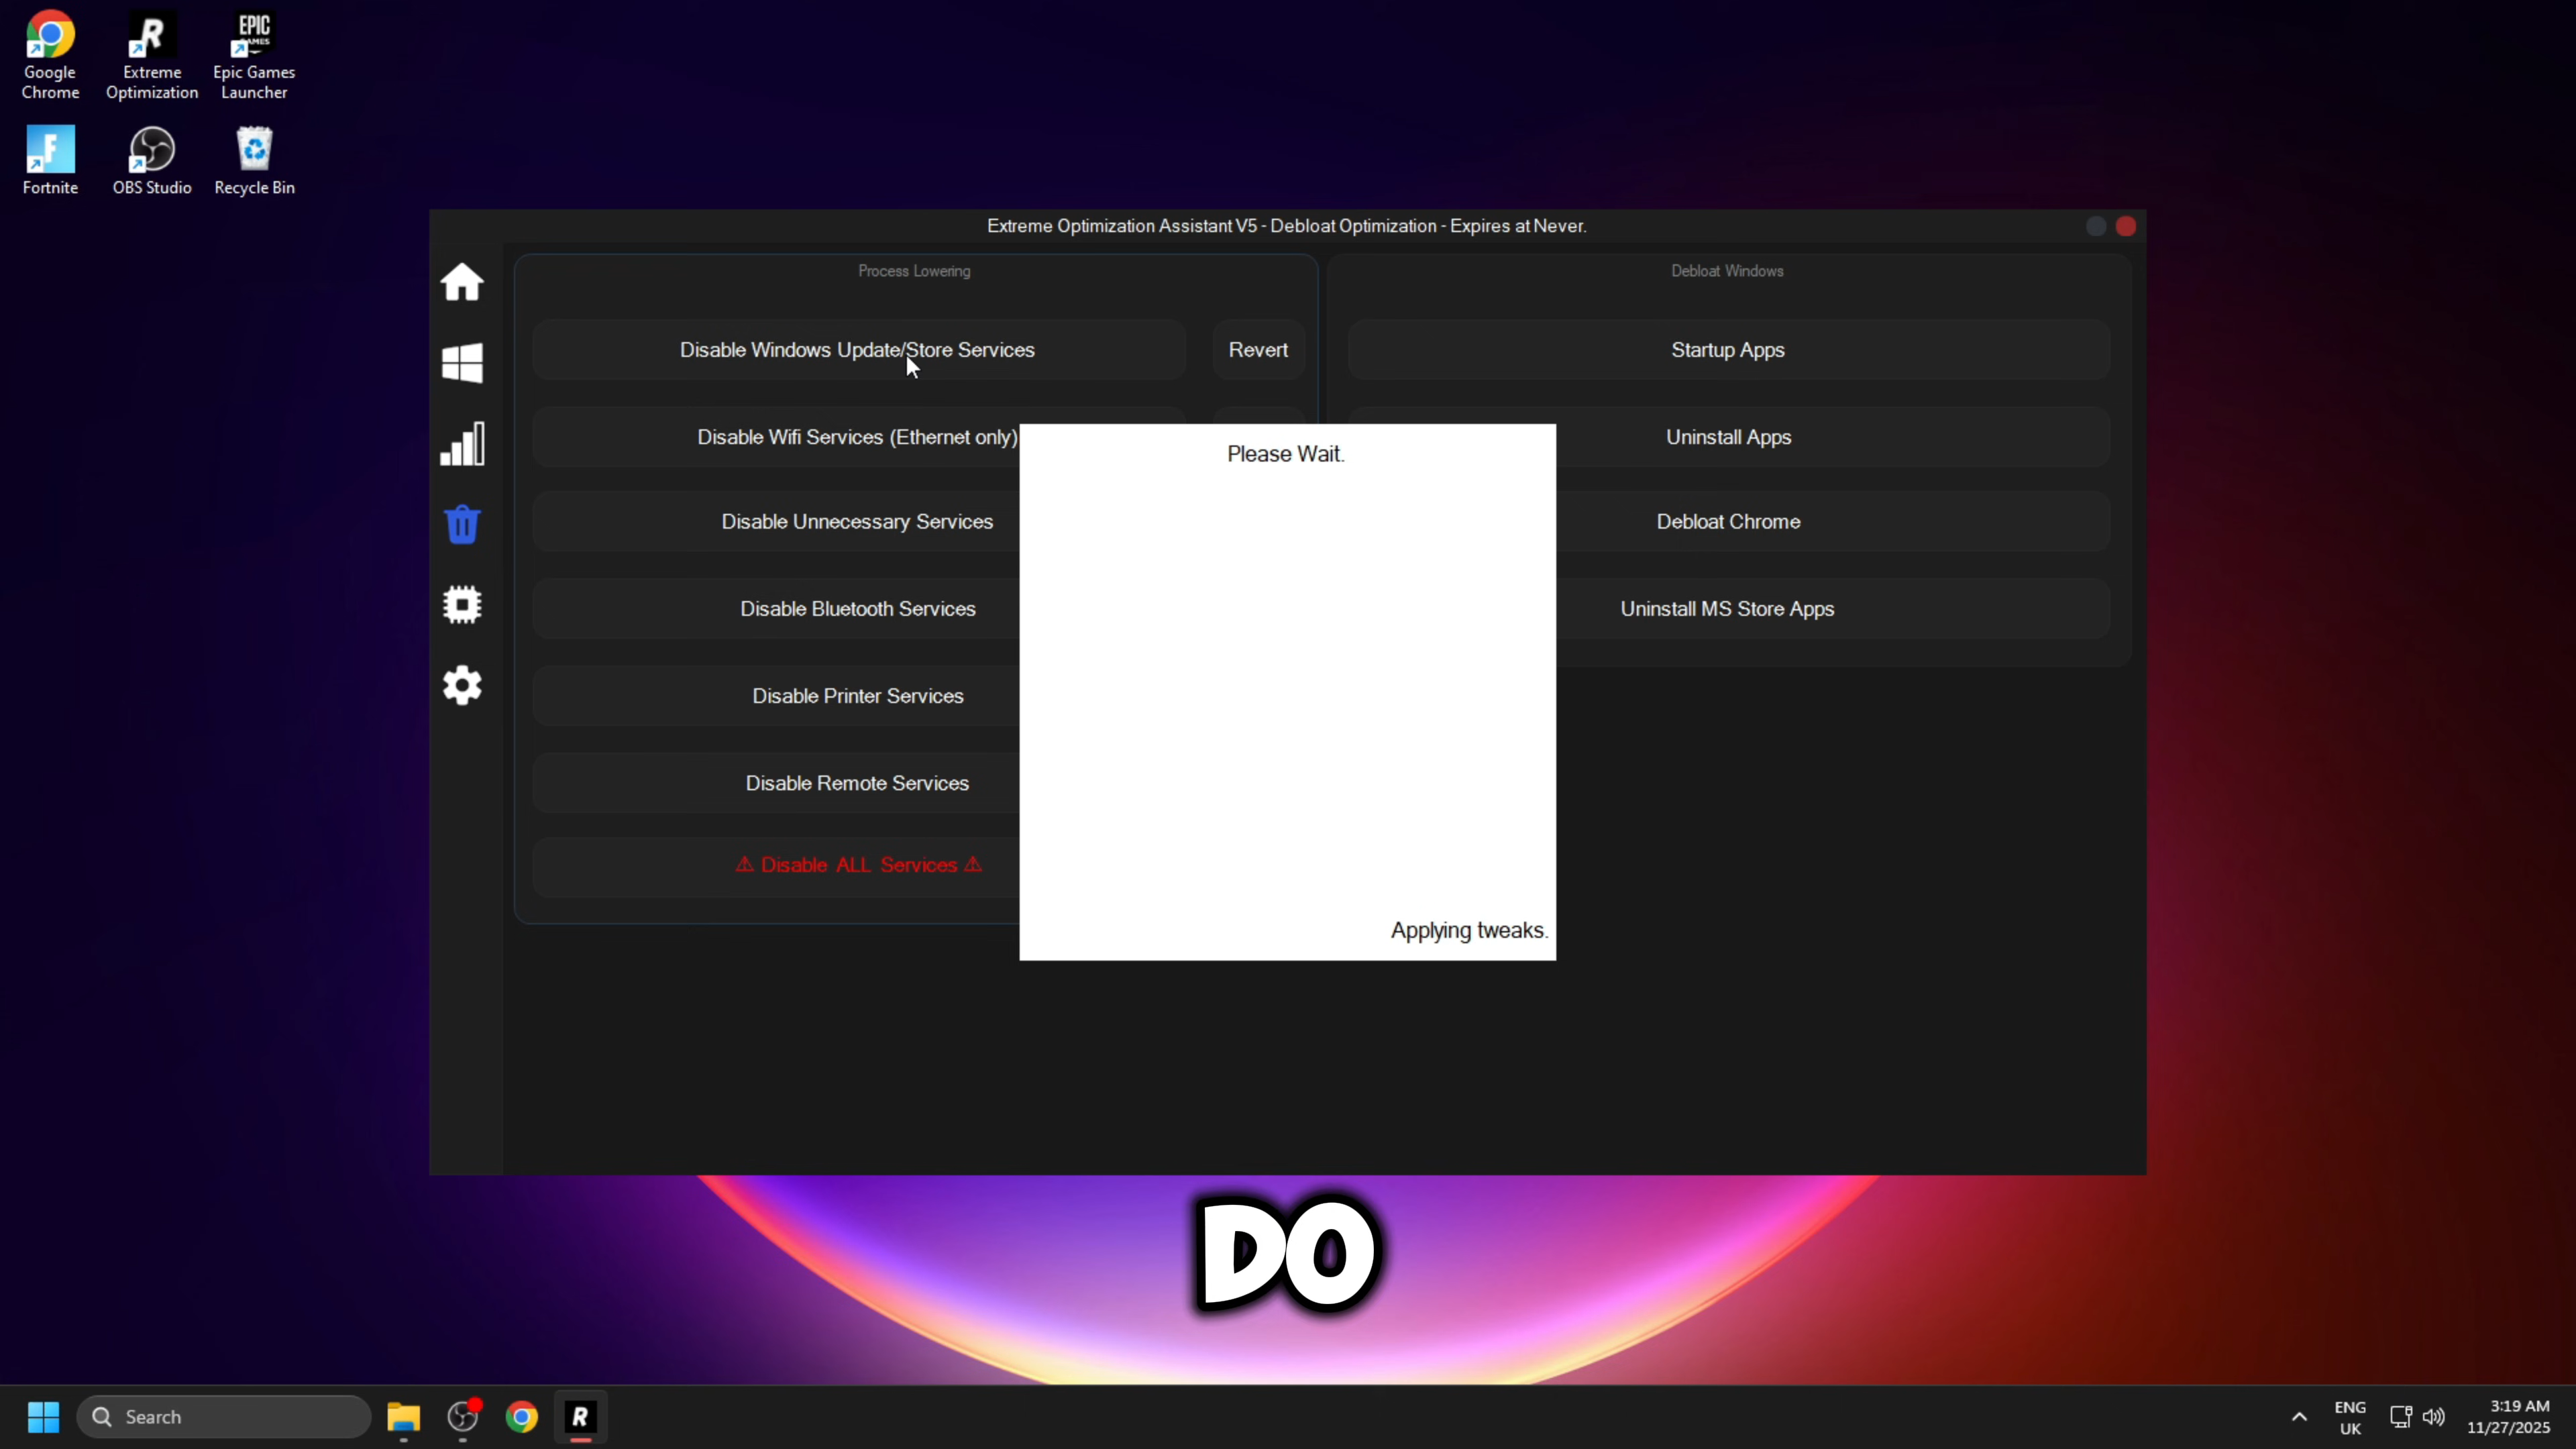 Google
Chrome
Extreme
Optimization
EPIC
GAMES
Epic Games
Launcher
Fortnite
OBS Studio
Recycle Bin
Extreme Optimization Assistant V5 - Debloat Optimization - Expires at Never.
Process Lowering
Debloat Windows
Disable Windows Update/Store Services
Revert
Startup Apps
Disable Wifi Services (Ethernet only)
Uninstall Apps
Please Wait.
Disable Unnecessary Services
Debloat Chrome
Disable Bluetooth Services
Uninstall MS Store Apps
Disable Printer Services
Disable Remote Services
⚠ Disable ALL Services ⚠
Applying tweaks.
DO
Search
R
ENG
UK
3:19 AM
11/27/2025